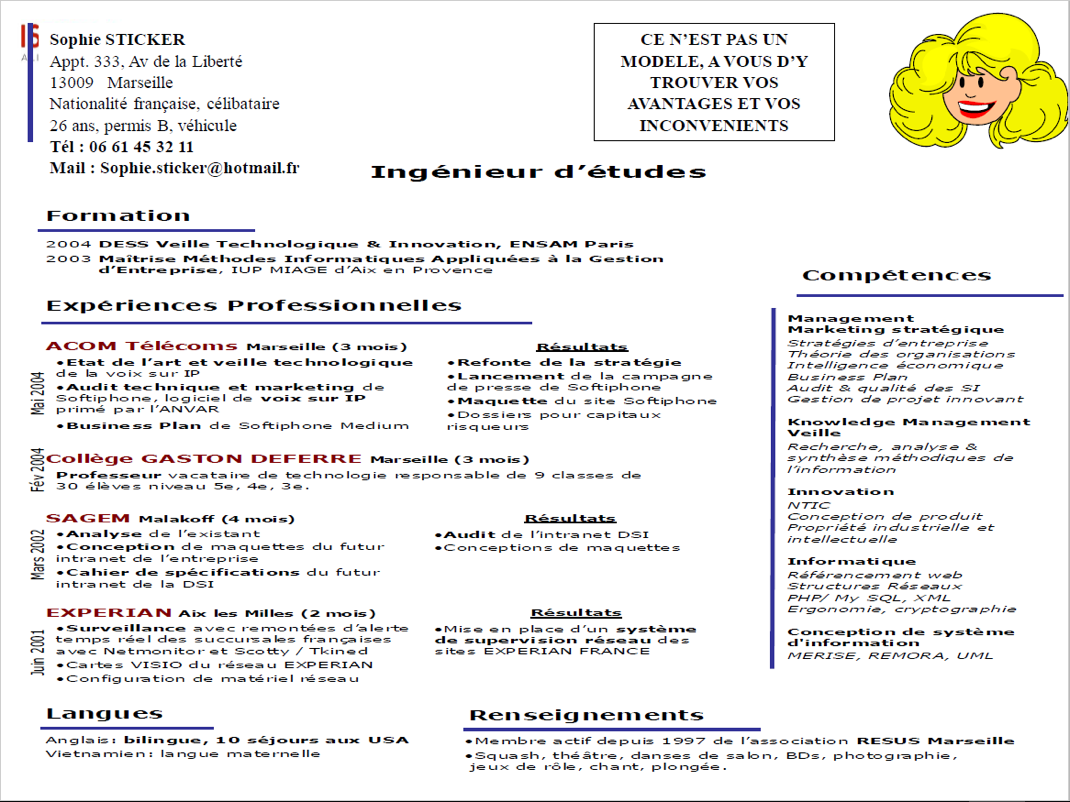 Sophie STICKER
Appt. 333, Av de la Liberté
13009 Marseille
Nationalité française, célibataire
26 ans, permis B, véhicule
Tél : 06 61 45 32 11
Mail : Sophie.sticker@hotmail.fr
CE N'EST PAS UN
MODELE, A VOUS D'Y
TROUVER VOS
AVANTAGES ET VOS
INCONVENIENTS
Ingénieur d'études
Formation
2004 DESS Veille Technologique & Innovation, ENSAM Paris
2003 Maîtrise Méthodes Informatiques Appliquées à la Gestion
d'Entreprise, IUP MIAGE d'Aix en Provence
Expériences Professionnelles
Mai 2004
ACOM Télécoms Marseille (3 mois)
•Etat de l'art et veille technologique
de la voix sur IP
•Audit technique et marketing de
Softiphone, logiciel de voix sur IP
primé par l'ANVAR
•Business Plan de Softiphone Medium
Résultats
•Refonte de la stratégie
•Lancement de la campagne
de presse de Softiphone
•Maquette du site Softiphone
•Dossiers pour capitaux
risqueurs
Fév 2004
Collège GASTON DEFERRE Marseille (3 mois)
Professeur vacataire de technologie responsable de 9 classes de
30 élèves niveau 5e, 4e, 3e.
Mars 2002
SAGEM Malakoff (4 mois)
•Analyse de l'existant
•Conception de maquettes du futur
intranet de l'entreprise
•Cahier de spécifications du futur
intranet de la DSI
Résultats
•Audit de l'intranet DSI
•Conceptions de maquettes
Juin 2001
EXPERIAN Aix les Milles (2 mois)
•Surveillance avec remontées d'alerte
temps réel des succursales françaises
avec Netmonitor et Scotty / Tkined
•Cartes VISIO du réseau EXPERIAN
•Configuration de matériel réseau
Résultats
•Mise en place d'un système
de supervision réseau des
sites EXPERIAN FRANCE
Compétences
Management
Marketing stratégique
Stratégies d'entreprise
Théorie des organisations
Intelligence économique
Business Plan
Audit & qualité des SI
Gestion de projet innovant
Knowledge Management
Veille
Recherche, analyse &
synthèse méthodiques de
l'information
Innovation
NTIC
Conception de produit
Propriété industrielle et
intellectuelle
Informatique
Référencement web
Structures Réseaux
PHP/ My SQL, XML
Ergonomie, cryptographie
Conception de système
d'information
MERISE, REMORA, UML
Langues
Anglais: bilingue, 10 séjours aux USA
Vietnamien: langue maternelle
Renseignements
•Membre actif depuis 1997 de l'association RESUS Marseille
•Squash, théâtre, danses de salon, BDs, photographie,
jeux de rôle, chant, plongée.